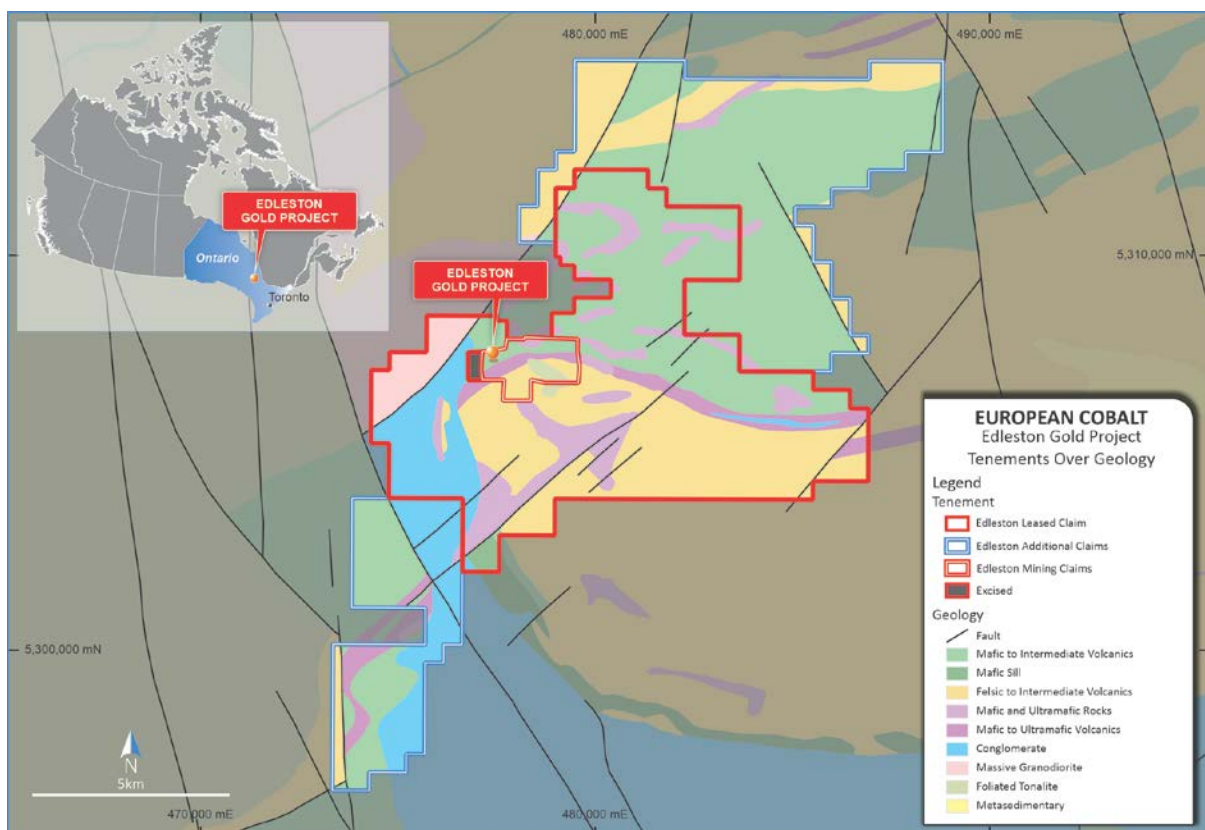 480,000 mE
490,000 mE
EDLESTON
GOLD PROJECT
Ontario
Toronto
5,310,000 mN
EDLESTON
GOLD PROJECT
EUROPEAN COBALT
Edleston Gold Project
Tenements Over Geology
Legend
Tenement
Edleston Leased Claim
Edleston Additional Claims
Edleston Mining Claims
Excised
Geology
Fault
Mafic to Intermediate Volcanics
Mafic Sill
Felsic to Intermediate Volcanics
Mafic and Ultramafic Rocks
Mafic to Ultramafic Volcanics
Conglomerate
Massive Granodiorite
Foliated Tonalite
Metasedimentary
5,300,000 mN
N
5km
470,000 mE
480,000 mE